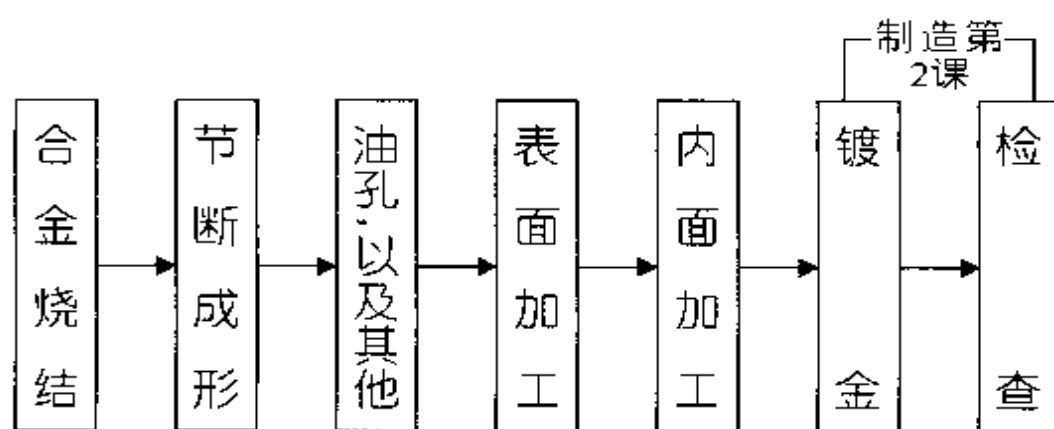 制造第
2课
合金烧结
节断成形
油孔,以及其他
表面加工
内面加工
镀金
检查